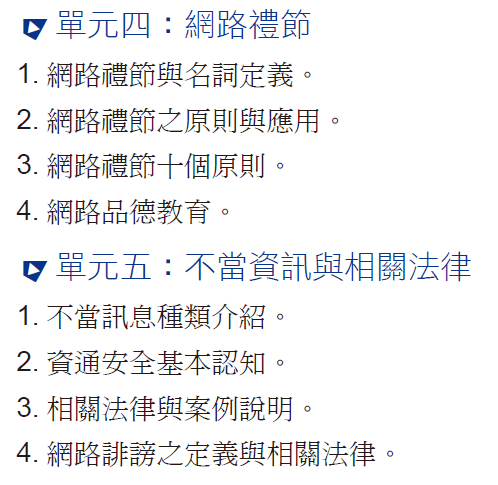 單元四：網路禮節
1. 網路禮節與名詞定義。
2. 網路禮節之原則與應用。
3. 網路禮節十個原則。
4. 網路品德教育。
單元五：不當資訊與相關法律
1. 不當訊息種類介紹。
2. 資通安全基本認知。
3. 相關法律與案例說明。
4. 網路誹謗之定義與相關法律。